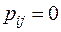 p_{ij} = 0